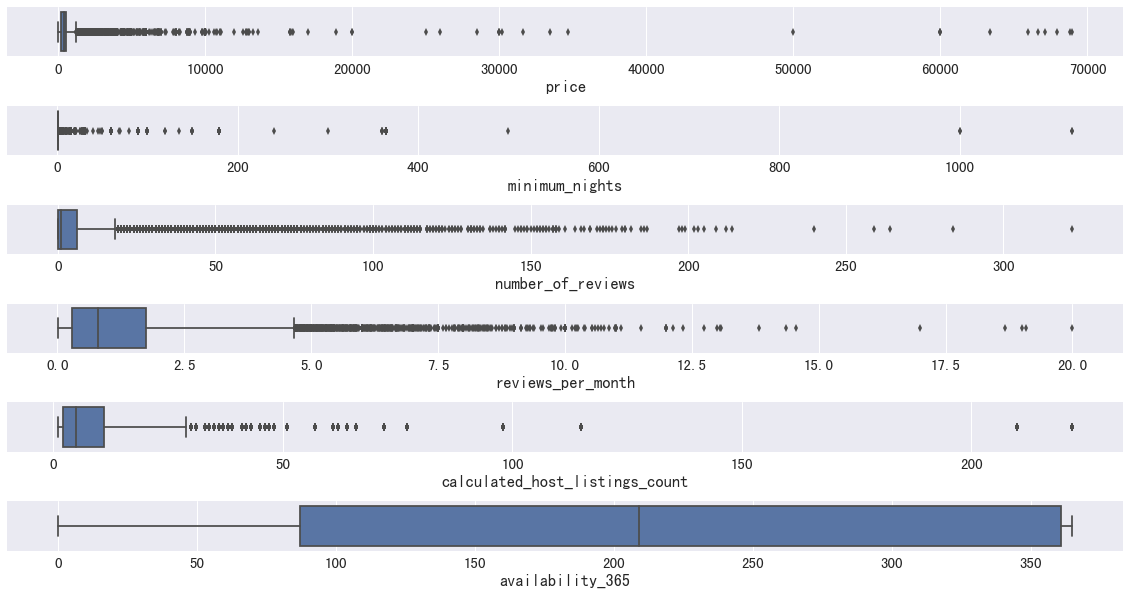 0 10000 20000 30000 40000 50000 60000 70000
price
0 200 400 600 800 1000
minimum_nights
0 50 100 150 200 250 300
number_of_reviews
0.0 2.5 5.0 7.5 10.0 12.5 15.0 17.5 20.0
reviews_per_month
0 50 100 150 200
calculated_host_listings_count
0 50 100 150 200 250 300 350
availability_365